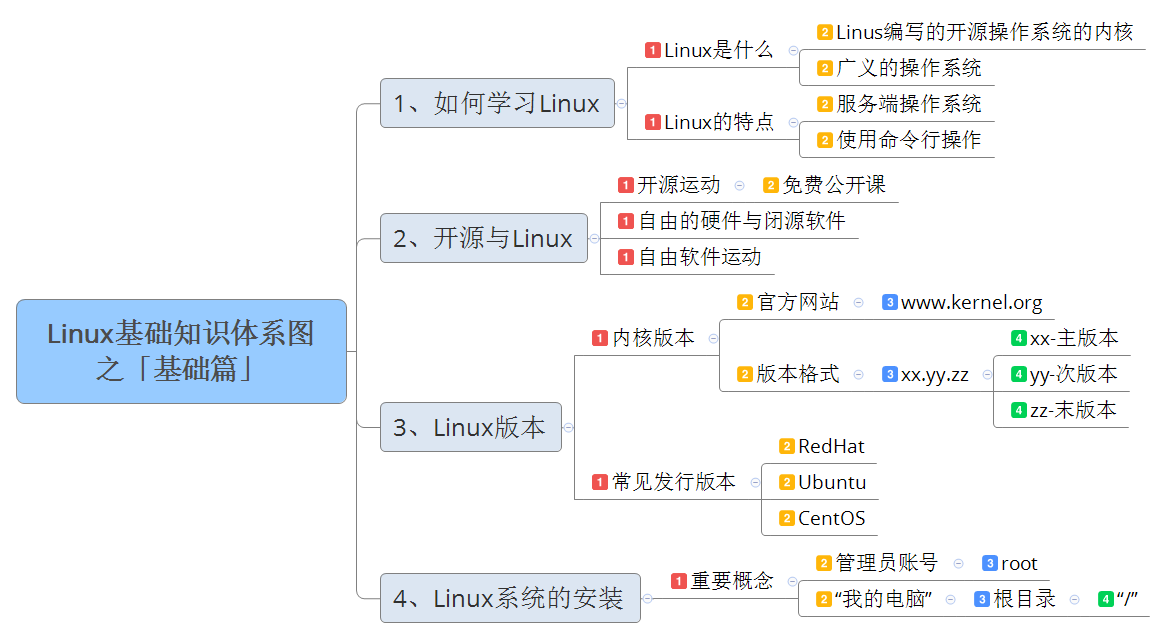 Linux基础知识体系图
之「基础篇」
1、如何学习Linux
1 Linux是什么
2 Linus编写的开源操作系统的内核
2 广义的操作系统
1 Linux的特点
2 服务端操作系统
2 使用命令行操作
2、开源与Linux
1 开源运动
2 免费公开课
1 自由的硬件与闭源软件
1 自由软件运动
3、Linux版本
1 内核版本
2 官方网站
3 www.kernel.org
2 版本格式
3 xx.yy.zz
4 xx-主版本
4 yy-次版本
4 zz-末版本
1 常见发行版本
2 RedHat
2 Ubuntu
2 CentOS
4、Linux系统的安装
1 重要概念
2 管理员账号
3 root
2 “我的电脑”
3 根目录
4 “/”